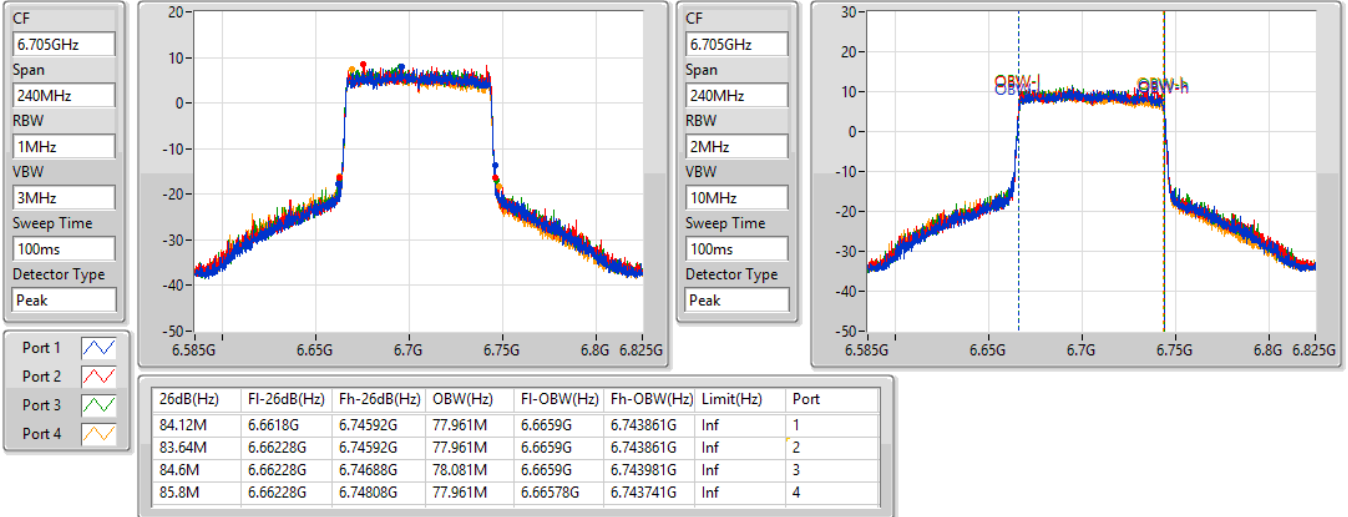 CF
6.705GHz
Span
240MHz
RBW
1MHz
VBW
3MHz
Sweep Time
100ms
Detector Type
Peak
20
10
0
-10
-20
-30
-40
-50
6.585G 6.65G 6.7G 6.75G 6.8G 6.825G
CF
6.705GHz
Span
240MHz
RBW
2MHz
VBW
10MHz
Sweep Time
100ms
Detector Type
Peak
30
20
10
0
-10
-20
-30
-40
-50
OBW-l OBW-h
6.585G 6.65G 6.7G 6.75G 6.8G 6.825G
Port 1
Port 2
Port 3
Port 4
26dB(Hz) Fl-26dB(Hz) Fh-26dB(Hz) OBW(Hz) Fl-OBW(Hz) Fh-OBW(Hz) Limit(Hz) Port
84.12M 6.6618G 6.74592G 77.961M 6.6659G 6.743861G Inf 1
83.64M 6.66228G 6.74592G 77.961M 6.6659G 6.743861G Inf 2
84.6M 6.66228G 6.74688G 78.081M 6.6659G 6.743981G Inf 3
85.8M 6.66228G 6.74808G 77.961M 6.66578G 6.743741G Inf 4